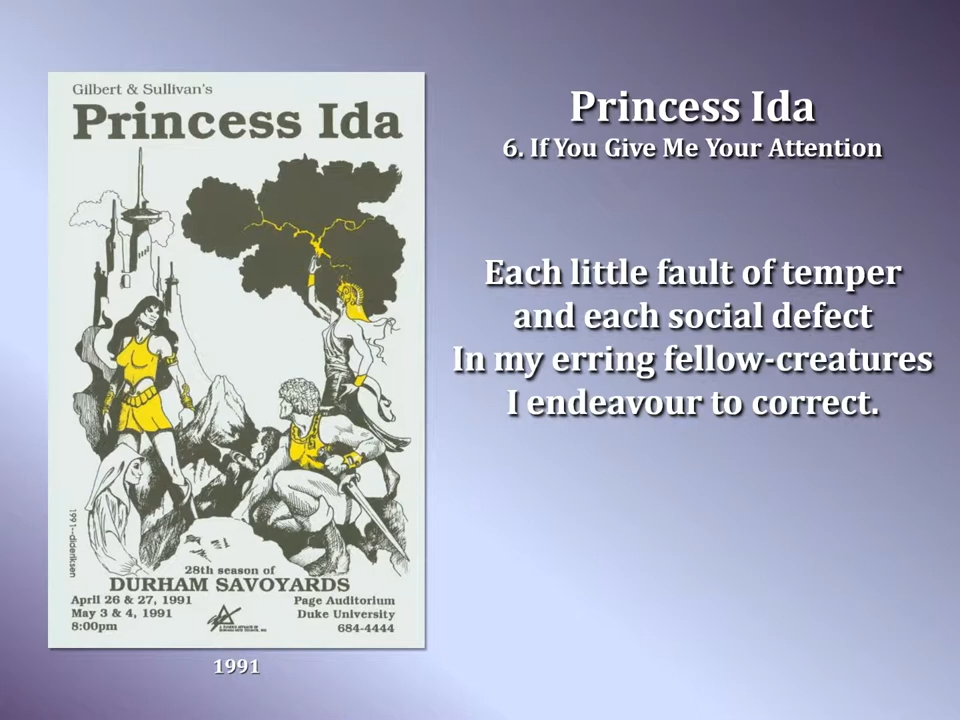 Gilbert & Sullivan's
Princess Ida
1991-dideriksen
28th season of
DURHAM SAVOYARDS
April 26 & 27, 1991
May 3 & 4, 1991
8:00pm
Page Auditorium
Duke University
684-4444
1991
Princess Ida
6. If You Give Me Your Attention
Each little fault of temper
and each social defect
In my erring fellow-creatures
I endeavour to correct.